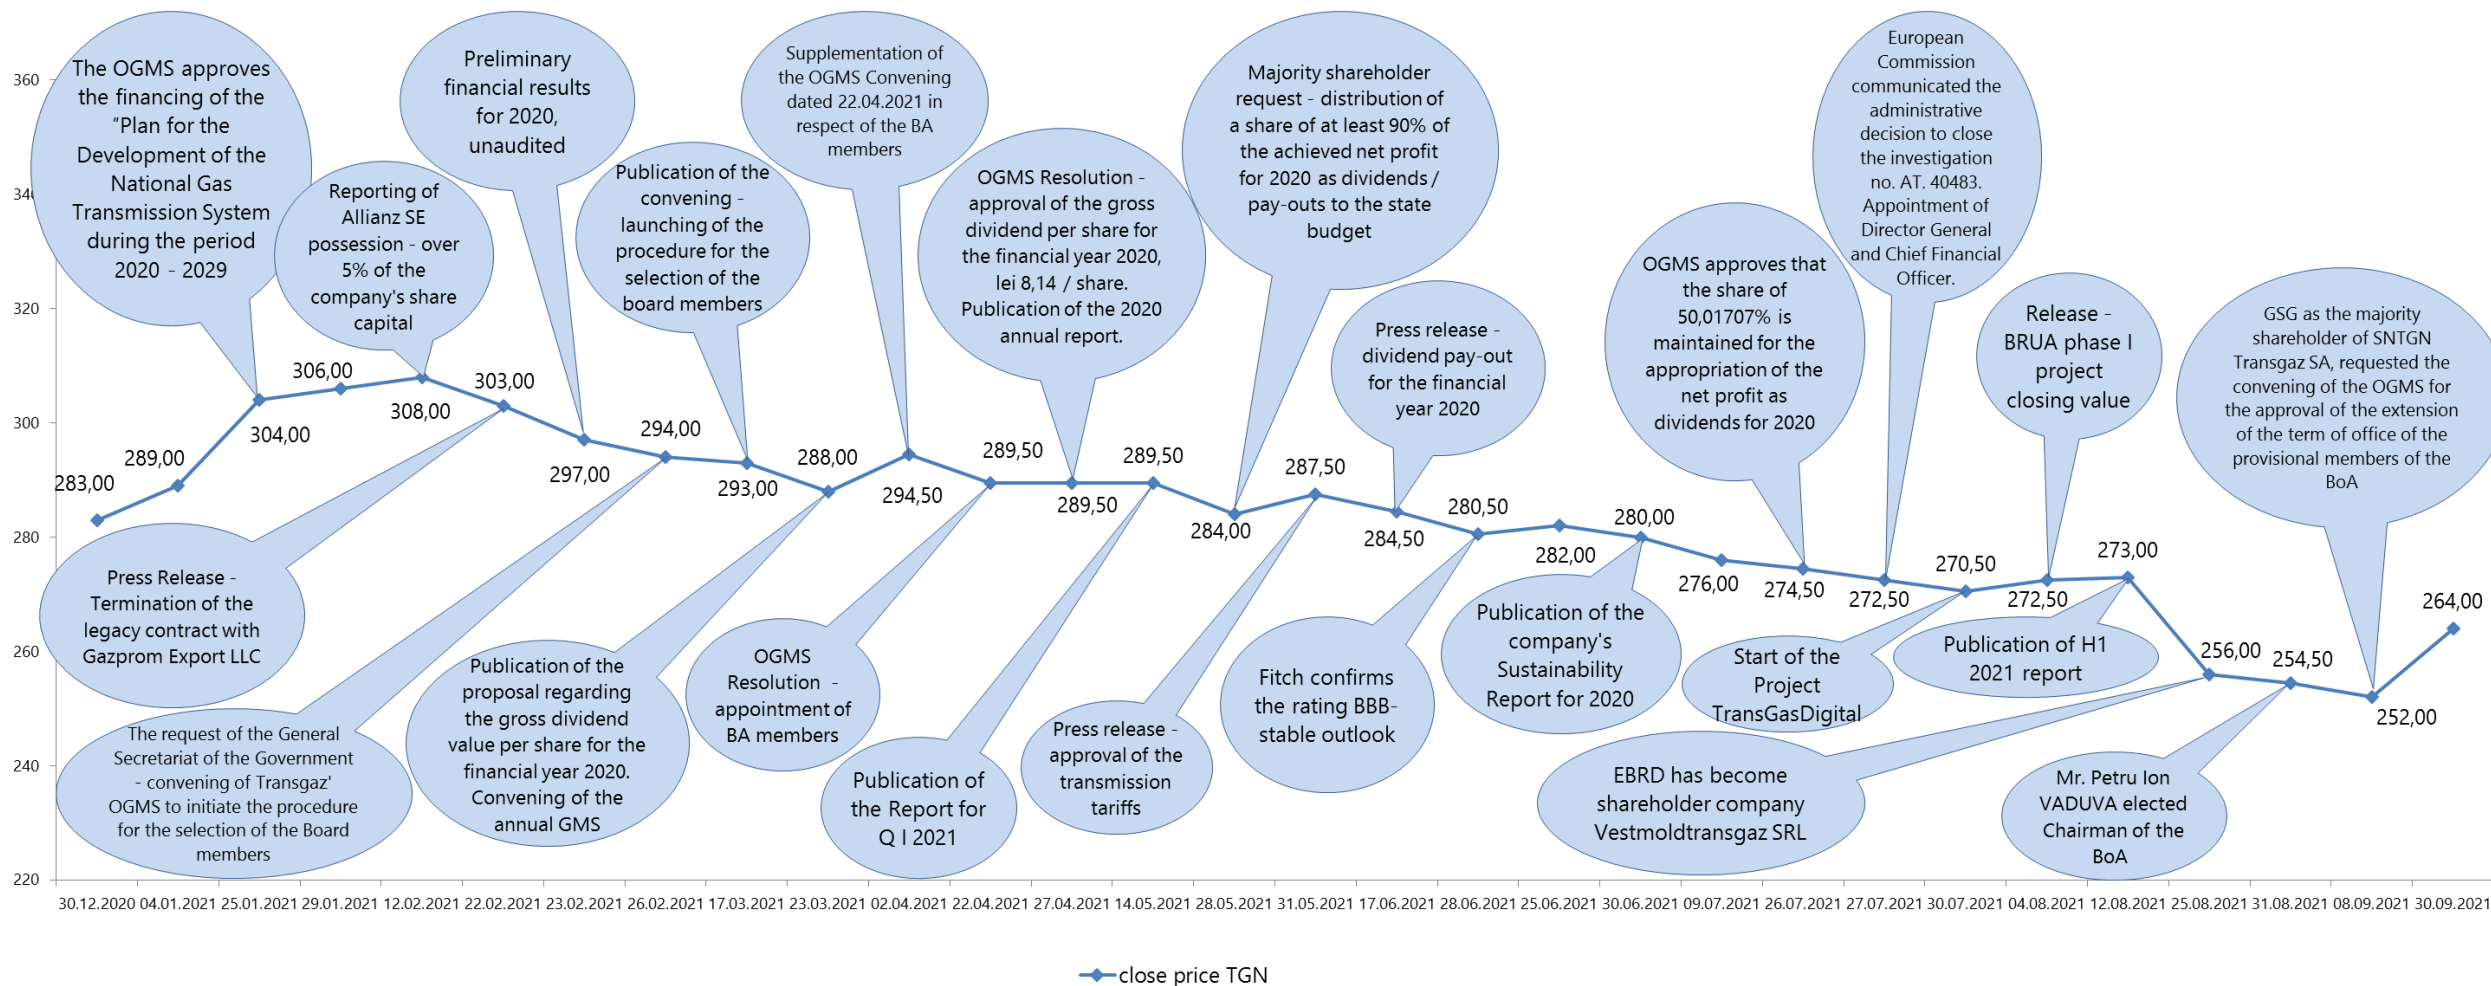 360
340
320
300
280
260
240
220
The OGMS approves
the financing of the
"Plan for the
Development of the
National Gas
Transmission System
during the period
2020 - 2029
Reporting of
Allianz SE
possession - over
5% of the
company's share
capital
Preliminary
financial results
for 2020,
unaudited
Publication of the
convening -
launching of the
procedure for the
selection of the
board members
Supplementation of
the OGMS Convening
dated 22.04.2021 in
respect of the BA
members
OGMS Resolution -
approval of the gross
dividend per share for
the financial year 2020,
lei 8,14 / share.
Publication of the 2020
annual report.
Majority shareholder
request - distribution of
a share of at least 90% of
the achieved net profit
for 2020 as dividends /
pay-outs to the state
budget
Press release -
dividend pay-out
for the financial
year 2020
OGMS approves that
the share of
50,01707% is
maintained for the
appropriation of the
net profit as
dividends for 2020
European
Commission
communicated the
administrative
decision to close
the investigation
no. AT. 40483.
Appointment of
Director General
and Chief Financial
Officer.
Release -
BRUA phase I
project
closing value
GSG as the majority
shareholder of SNTGN
Transgaz SA, requested the
convening of the OGMS for
the approval of the extension
of the term of office of the
provisional members of the
BoA
283,00
289,00
304,00
306,00
308,00
303,00
297,00
294,00
293,00
288,00
294,50
289,50
289,50
289,50
284,00
287,50
284,50
280,50
282,00
280,00
276,00
274,50
272,50
270,50
272,50
273,00
256,00
254,50
252,00
264,00
Press Release -
Termination of the
legacy contract with
Gazprom Export LLC
The request of the General
Secretariat of the Government
- convening of Transgaz'
OGMS to initiate the procedure
for the selection of the Board
members
Publication of the
proposal regarding
the gross dividend
value per share for the
financial year 2020.
Convening of the
annual GMS
OGMS
Resolution -
appointment of
BA members
Publication of
the Report for
Q I 2021
Press release -
approval of the
transmission
tariffs
Fitch confirms
the rating BBB-
stable outlook
Publication of the
company's
Sustainability
Report for 2020
Start of the
Project
TransGasDigital
Publication of H1
2021 report
EBRD has become
shareholder company
Vestmoldtransgaz SRL
Mr. Petru Ion
VADUVA elected
Chairman of the
BoA
30.12.2020 04.01.2021 25.01.2021 29.01.2021 12.02.2021 22.02.2021 23.02.2021 26.02.2021 17.03.2021 23.03.2021 02.04.2021 22.04.2021 27.04.2021 14.05.2021 28.05.2021 31.05.2021 17.06.2021 28.06.2021 25.06.2021 30.06.2021 09.07.2021 26.07.2021 27.07.2021 30.07.2021 04.08.2021 12.08.2021 25.08.2021 31.08.2021 08.09.2021 30.09.2021
close price TGN